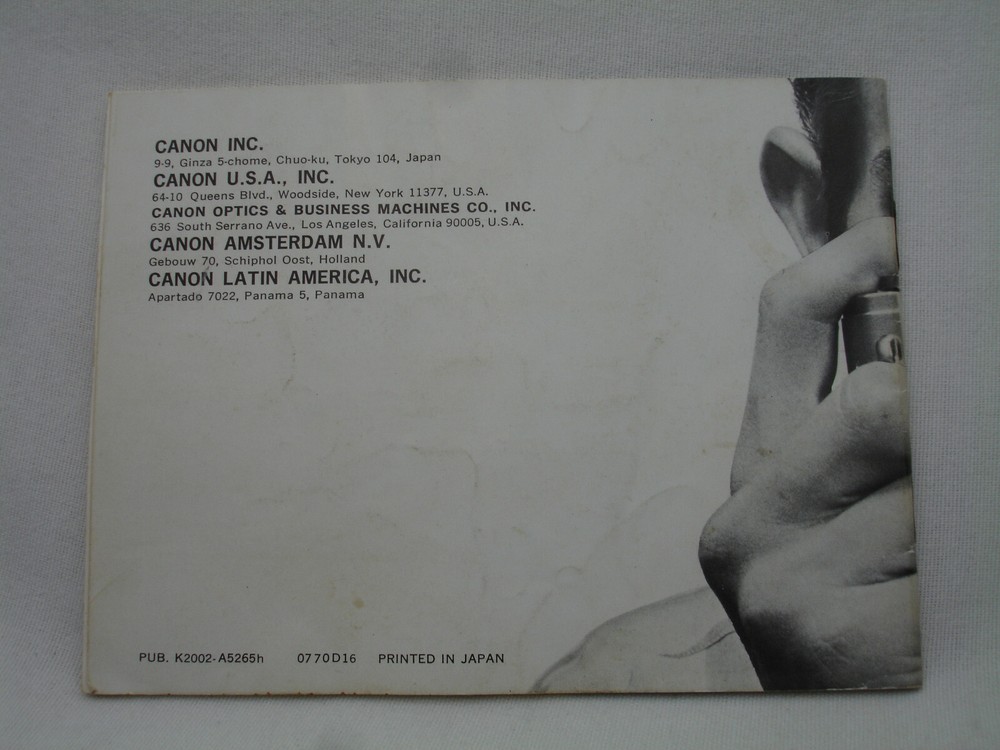 CANON INC.
9-9, Ginza 5-chome, Chuo-ku, Tokyo 104, Japan
CANON U.S.A., INC.
64-10 Queens Blvd., Woodside, New York 11377, U.S.A.
CANON OPTICS & BUSINESS MACHINES CO., INC.
636 South Serrano Ave., Los Angeles, California 90005, U.S.A.
CANON AMSTERDAM N.V.
Gebouw 70, Schiphol Oost, Holland
CANON LATIN AMERICA, INC.
Apartado 7022, Panama 5, Panama
PUB. K2002-A5265h 0770D16 PRINTED IN JAPAN